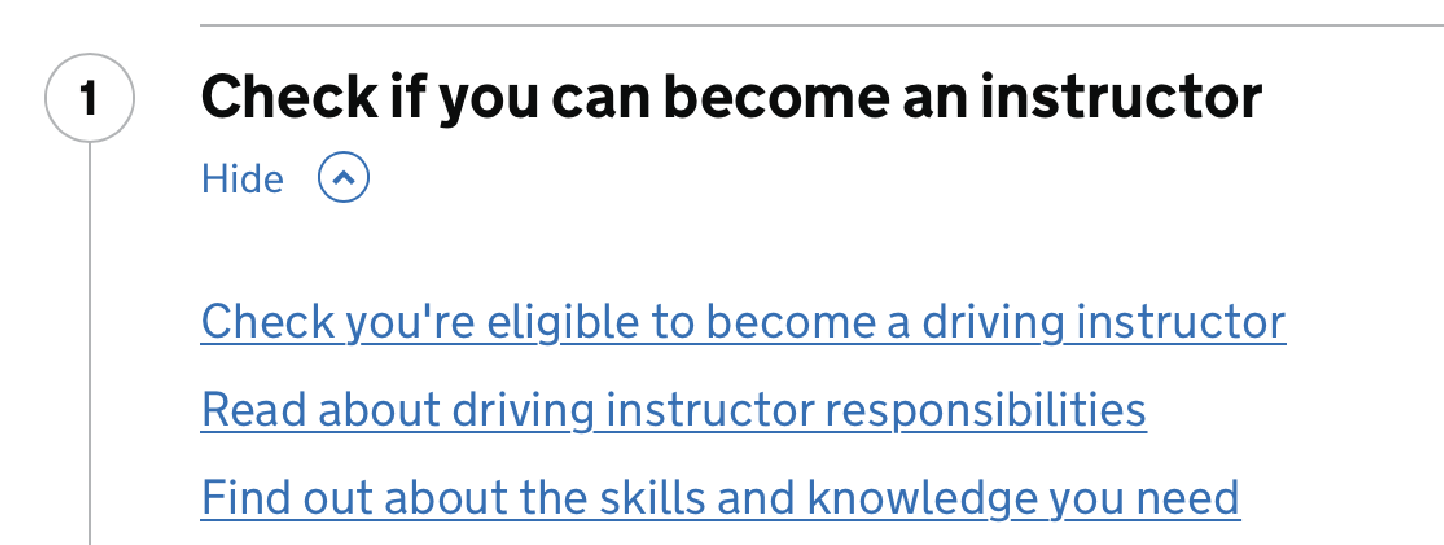 1
Check if you can become an instructor
Hide
Check you're eligible to become a driving instructor
Read about driving instructor responsibilities
Find out about the skills and knowledge you need